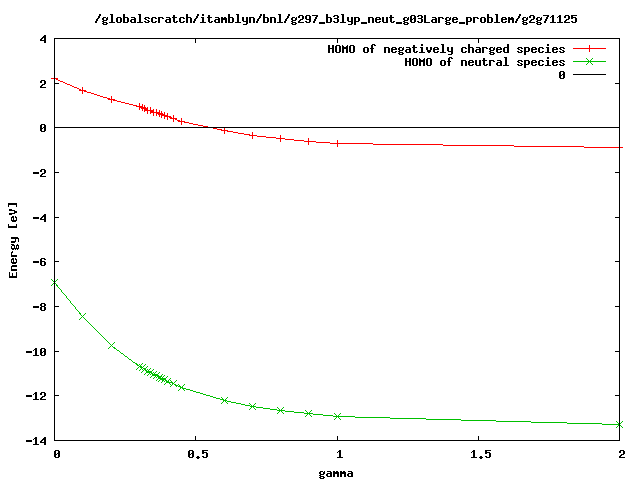 /globalscratch/itamblyn/bnl/g297_b3lyp_neut_g03Large_problem/g2g71125
HOMO of negatively charged species
HOMO of neutral species
0
4
2
0
-2
-4
-6
-8
-10
-12
-14
Energy [eV]
0 0.5 1 1.5 2
gamma